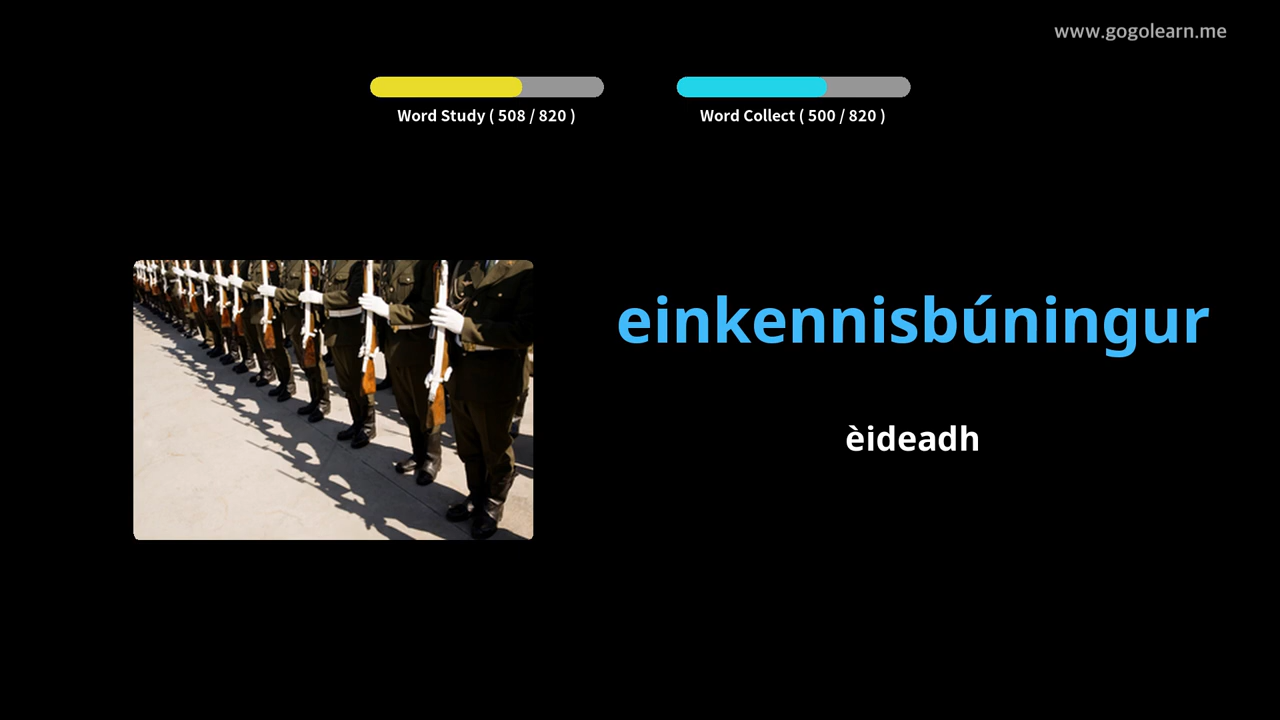 www.gogolearn.me
Word Study ( 508 / 820 )
Word Collect ( 500 / 820 )
einkennisbúningur
èideadh